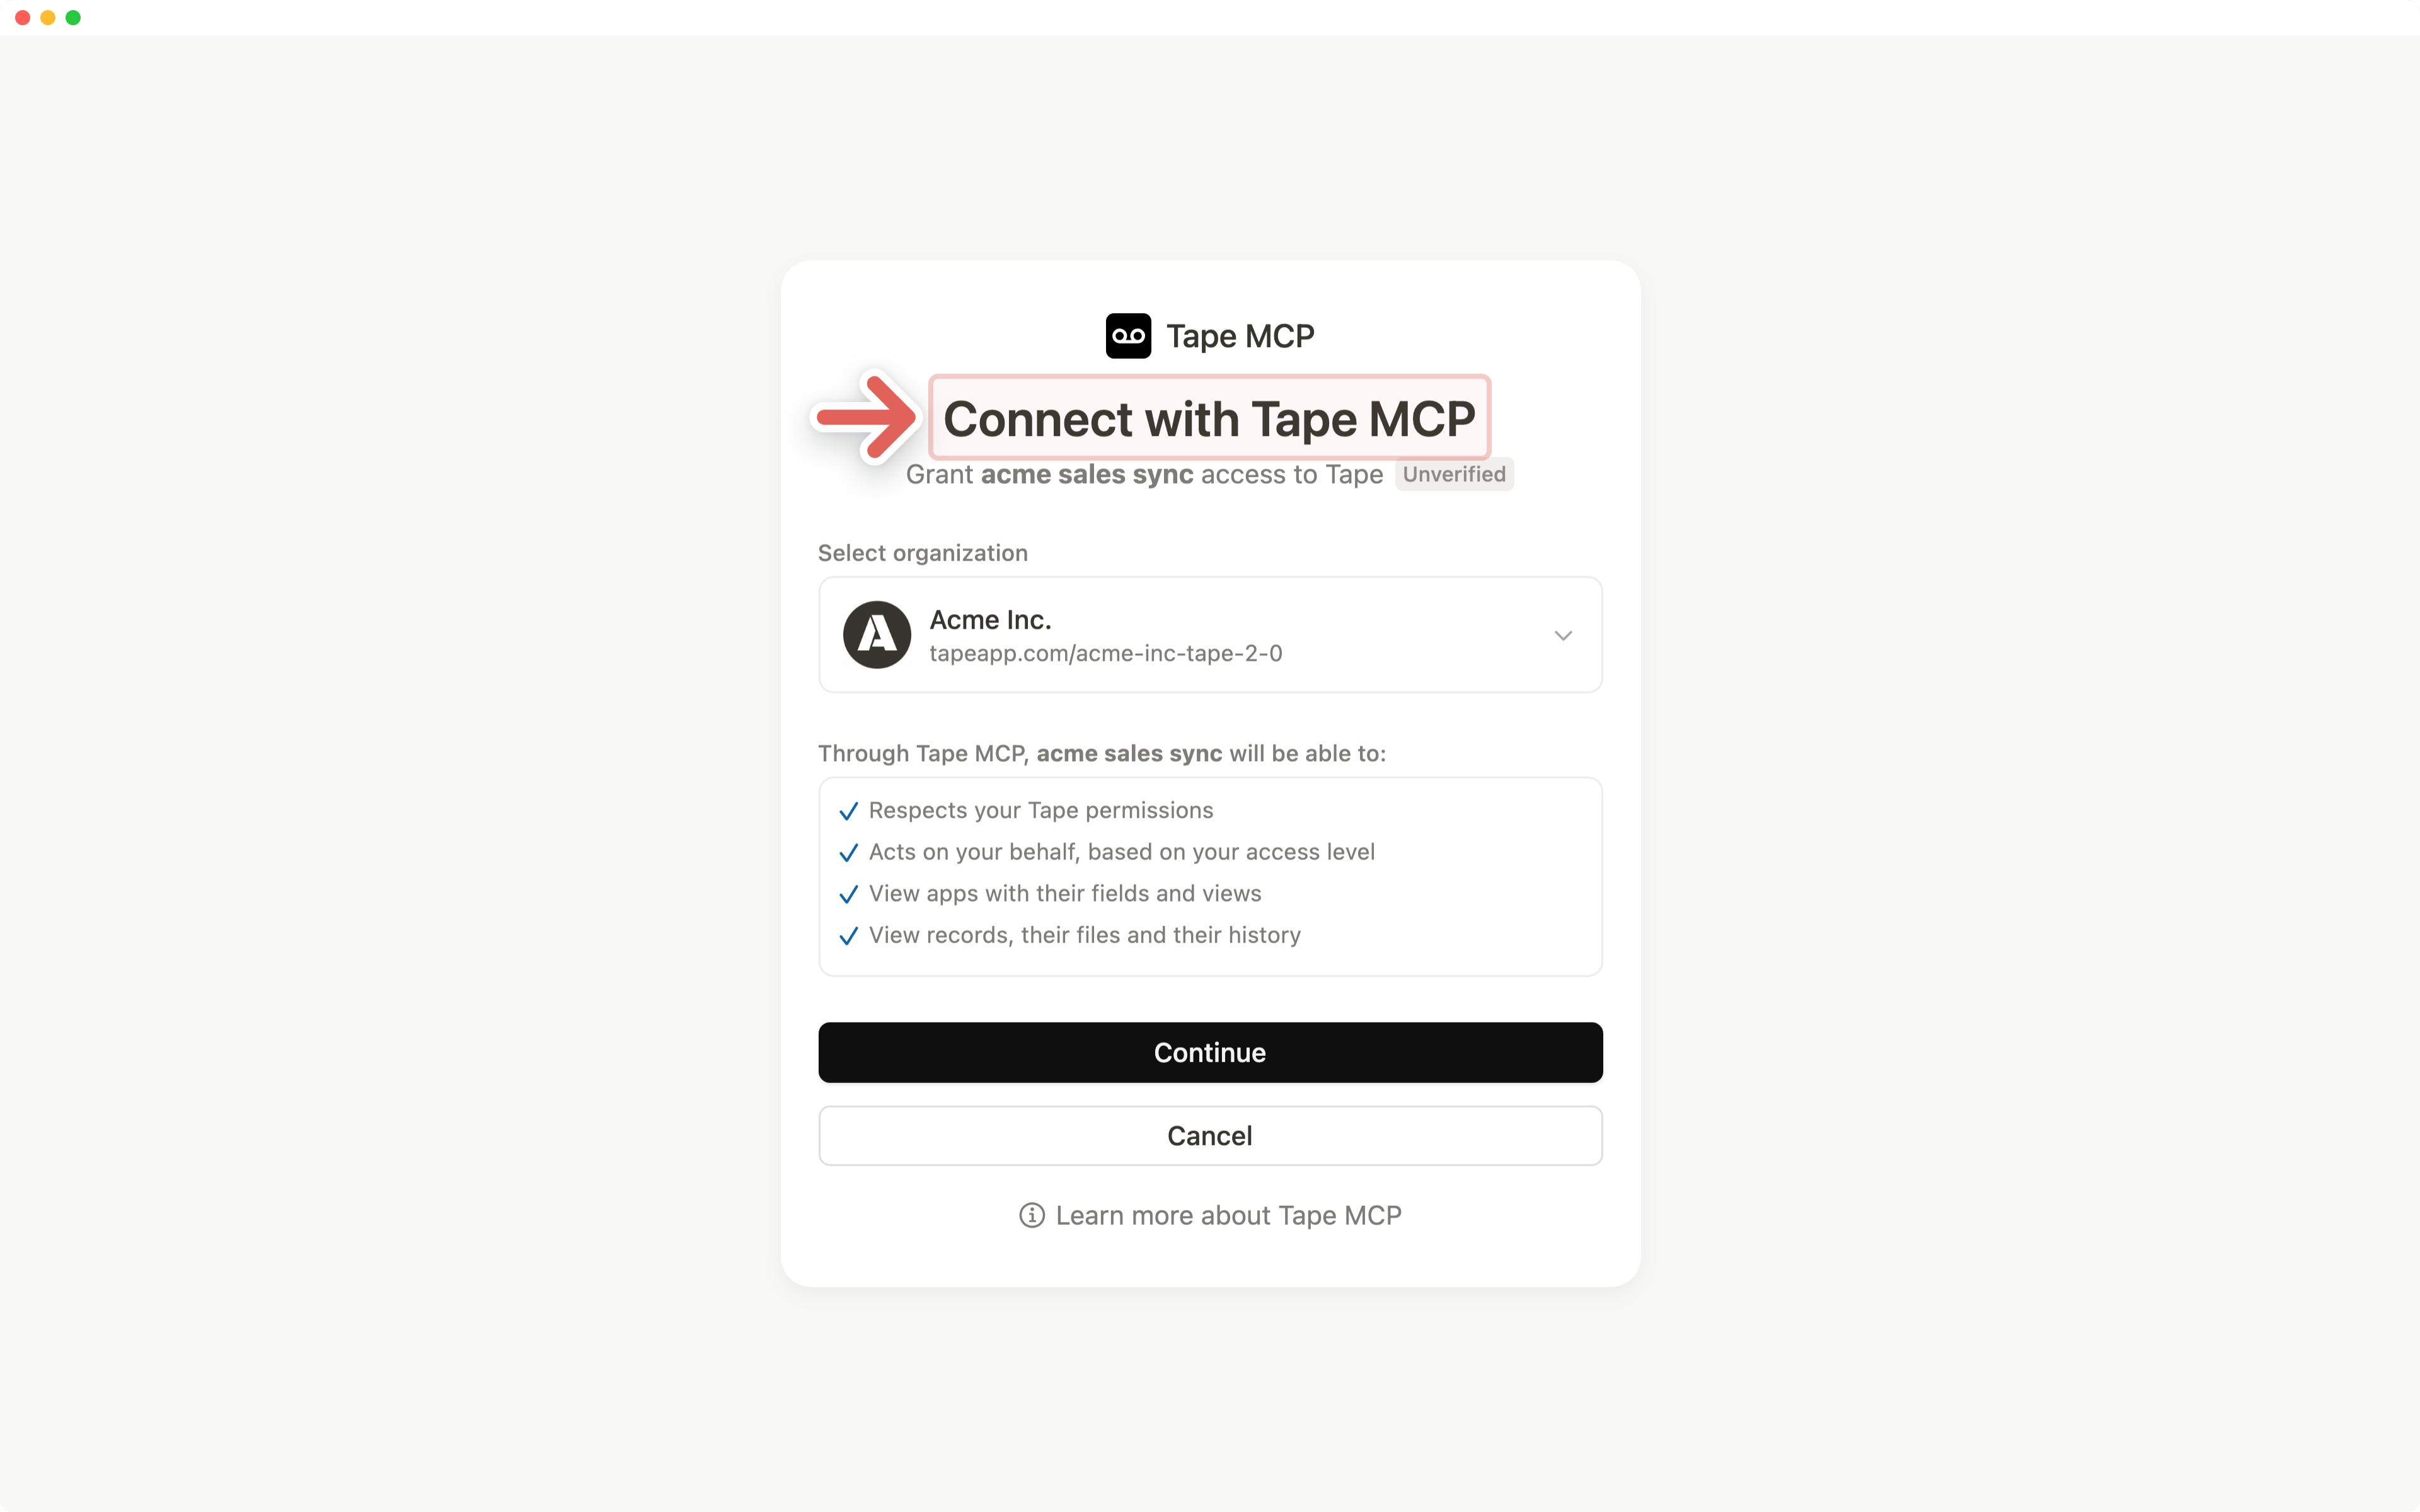 Tape MCP
Connect with Tape MCP
Grant acme sales sync access to Tape Unverified
Select organization
Acme Inc.
tapeapp.com/acme-inc-tape-2-0
Through Tape MCP, acme sales sync will be able to:
Respects your Tape permissions
Acts on your behalf, based on your access level
View apps with their fields and views
View records, their files and their history
Continue
Cancel
Learn more about Tape MCP